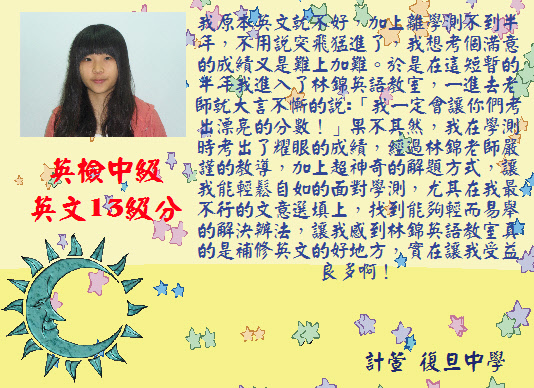 我原本英文就不好，加上離學測不到半
年，不用說突飛猛進了，我想考個滿意
的成績又是難上加難。於是在這短暫的
半年我進入了林錦英語教室，一進去老
師就大言不慚的說:「我一定會讓你們考
出漂亮的分數！」果不其然，我在學測
時考出了耀眼的成績，經過林錦老師嚴
謹的教導，加上超神奇的解題方式，讓
我能輕鬆自如的面對學測，尤其在我最
不行的文意選填上，找到能夠輕而易舉
的解決辦法，讓我感到林錦英語教室真
的是補修英文的好地方，實在讓我受益
良多啊！
英檢中級
英文13級分
計萱 復旦中學